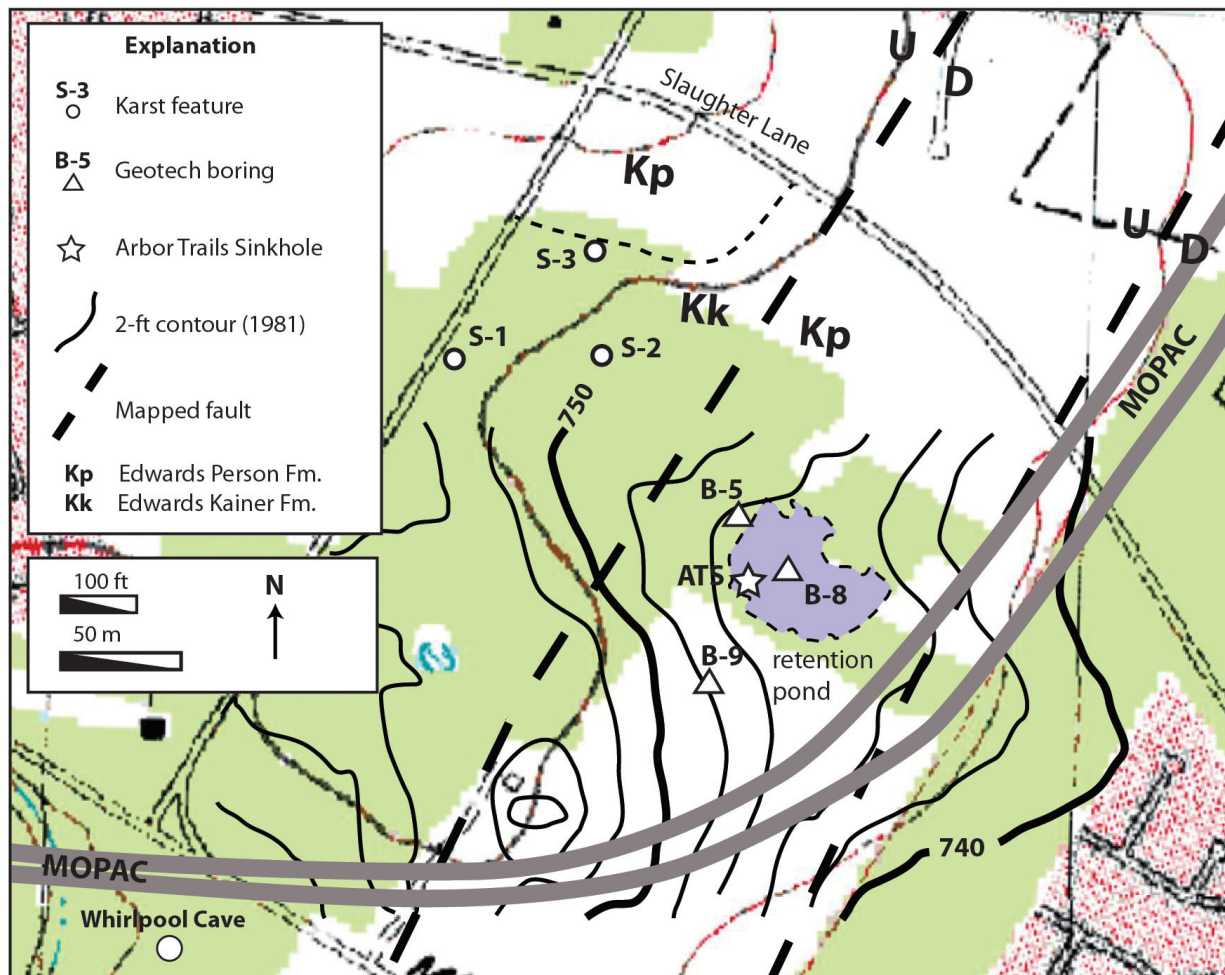 Explanation
S-3
Karst feature
B-5
Geotech boring
Arbor Trails Sinkhole
2-ft contour (1981)
Mapped fault
Kp Edwards Person Fm.
Kk Edwards Kainer Fm.
100 ft
50 m
N
U
D
Slaughter Lane
Kp
U
D
S-3
Kk
Kp
S-1
S-2
MOPAC
750
B-5
ATS
B-8
B-9
retention
pond
740
MOPAC
Whirlpool Cave